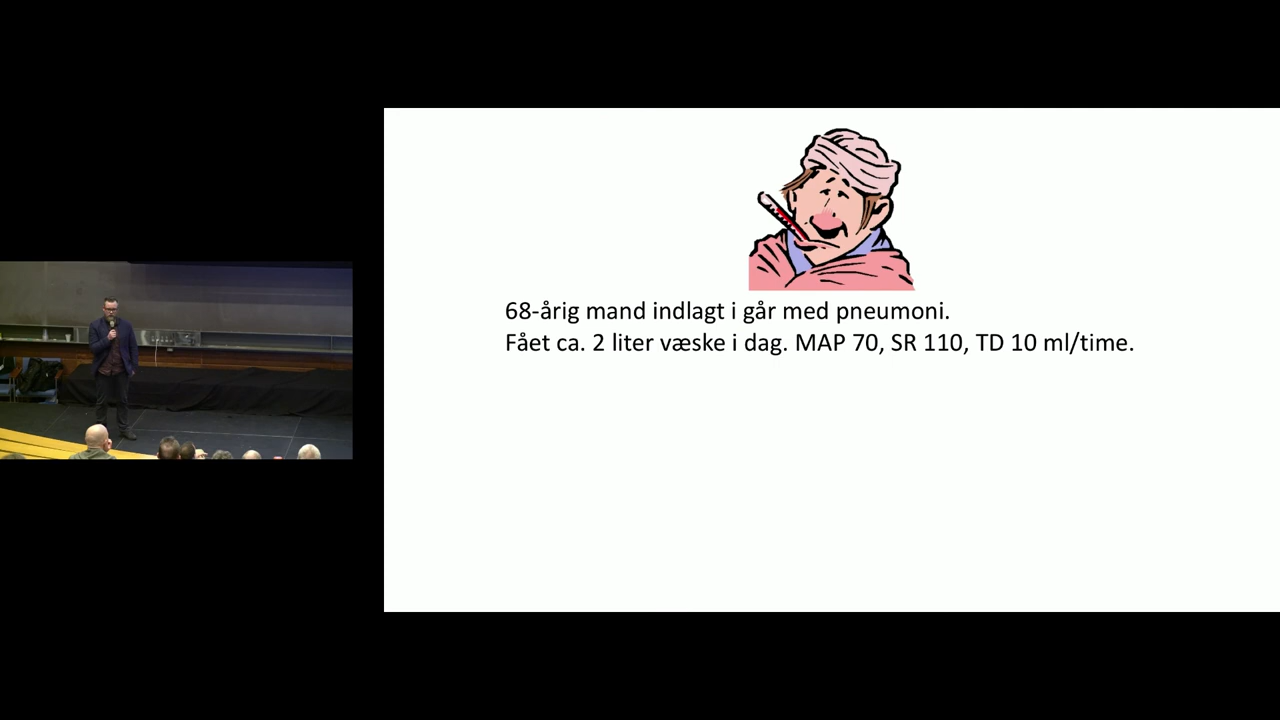 68-årig mand indlagt i går med pneumoni.
Fået ca. 2 liter væske i dag. MAP 70, SR 110, TD 10 ml/time.